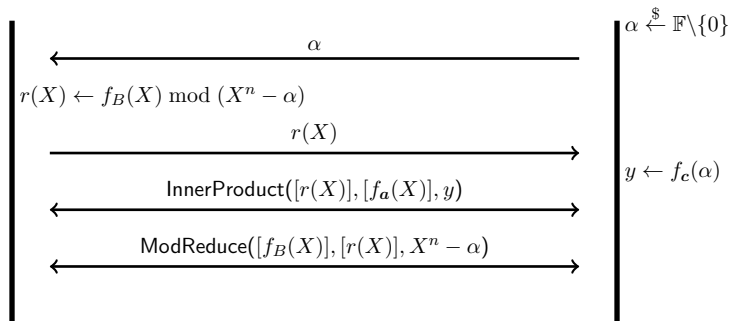 α ←$ 𝔽\{0}
α
r(X) ← f_B(X) mod (X^n − α)
r(X)
y ← f_c(α)
InnerProduct([r(X)], [f_a(X)], y)
ModReduce([f_B(X)], [r(X)], X^n − α)